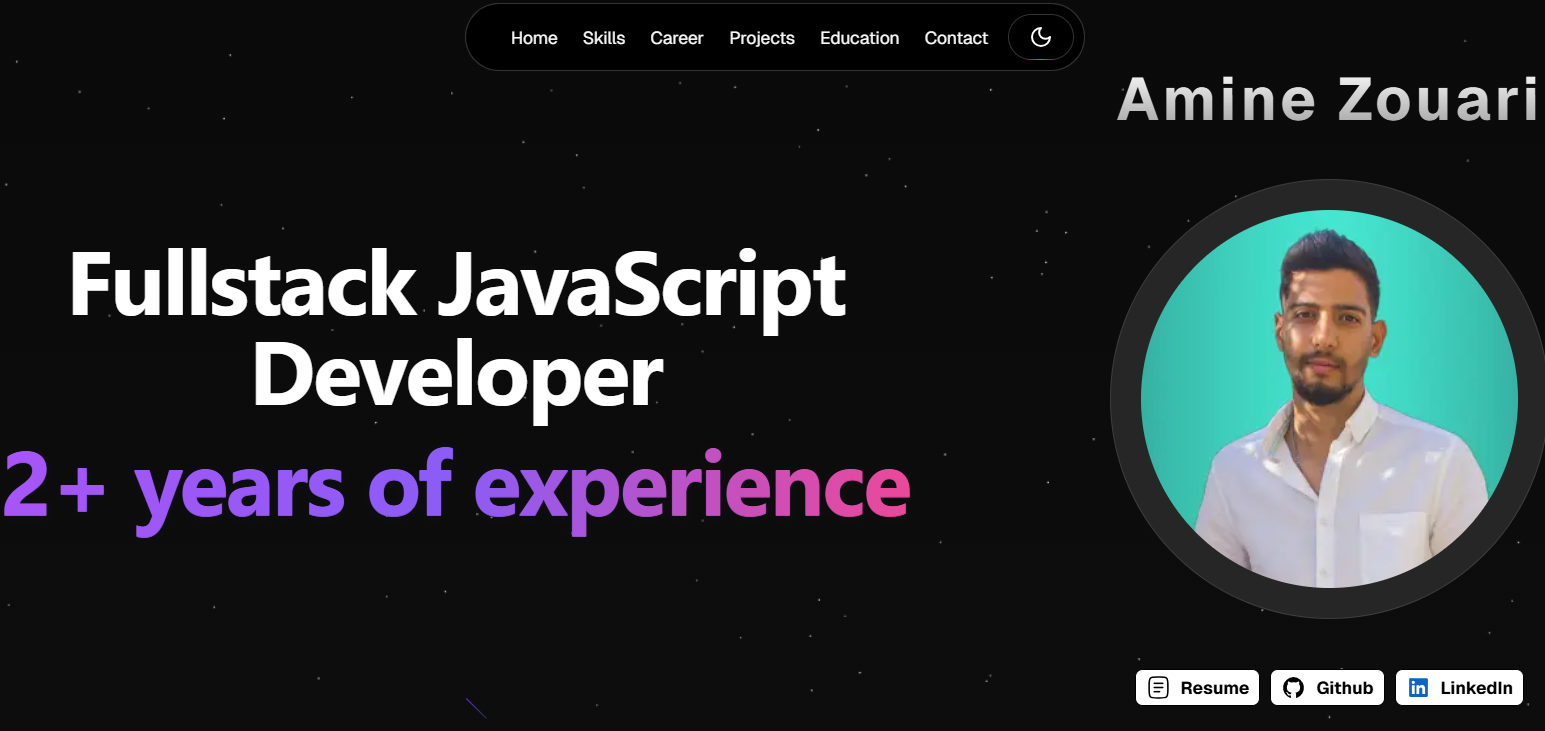 Home Skills Career Projects Education Contact
Amine Zouari
Fullstack JavaScript
Developer
2+ years of experience
Resume Github LinkedIn